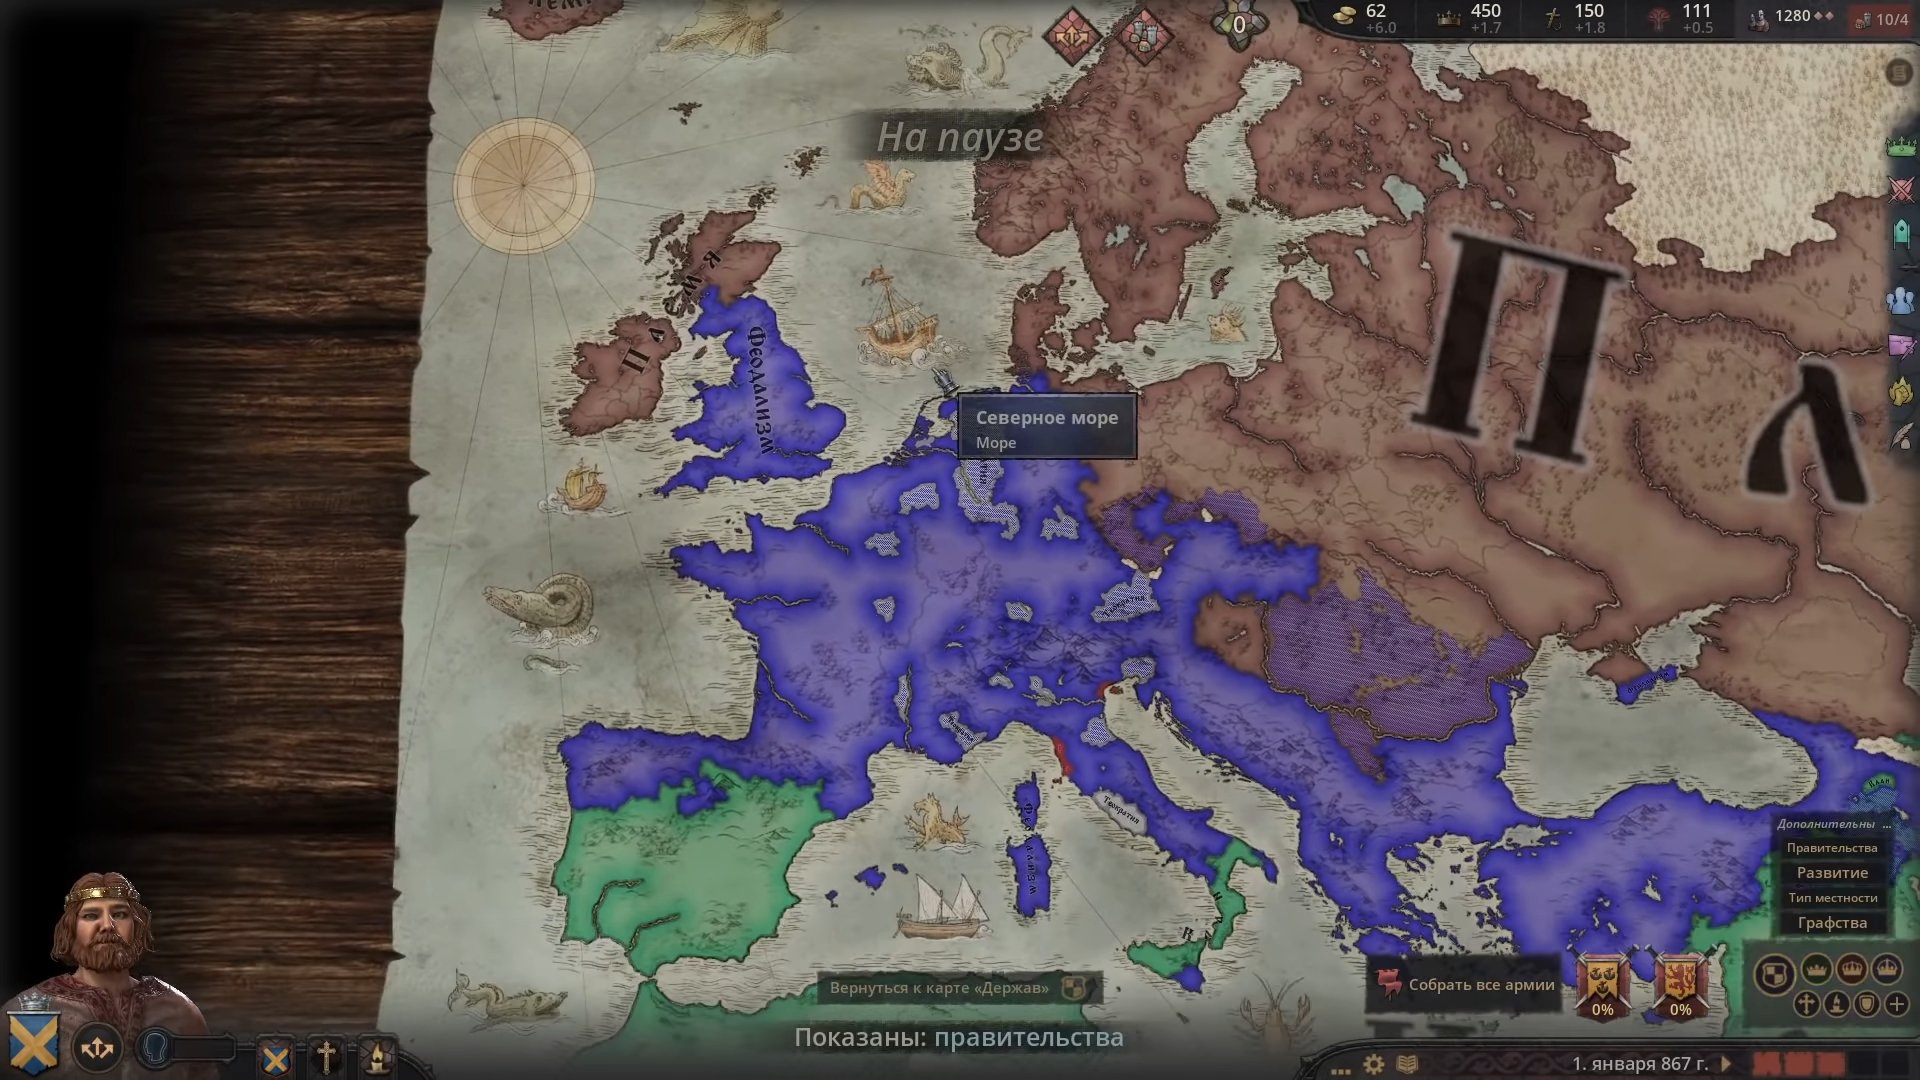 62
+6.0
450
+1.7
150
+1.8
111
+0.5
1280
10/4
0
На паузе
Феодализм
П
Л
Северное море
Море
Теократия
Феодализм
Дополнительны ...
Правительства
Развитие
Тип местности
Графства
Вернуться к карте «Держав»
Собрать все армии
0%
0%
Показаны: правительства
1. января 867 г.